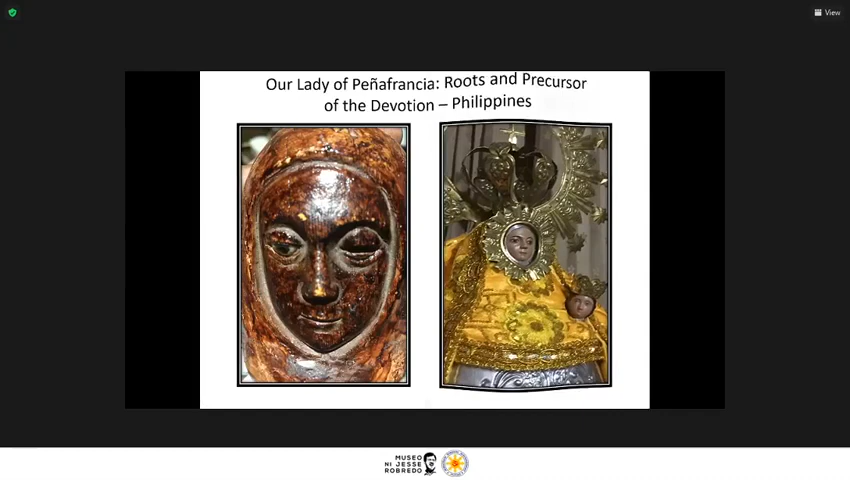 View
Our Lady of Peñafrancia: Roots and Precursor
of the Devotion – Philippines
MUSEO
NI JESSE
ROBREDO